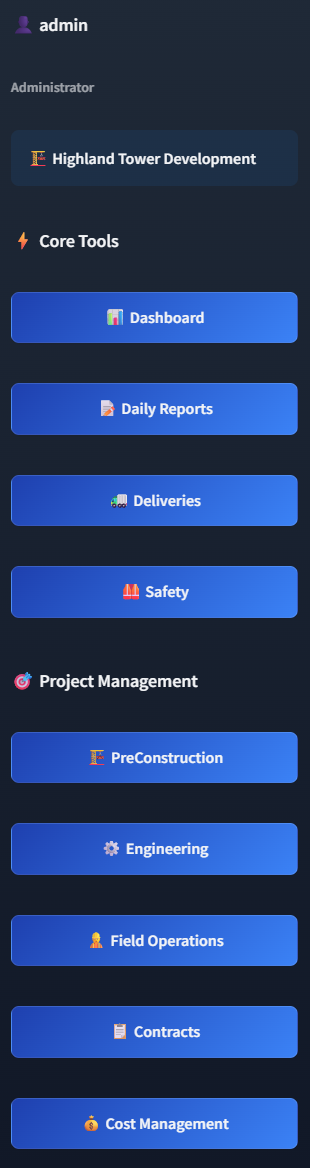 admin
Administrator
Highland Tower Development
Core Tools
Dashboard
Daily Reports
Deliveries
Safety
Project Management
PreConstruction
Engineering
Field Operations
Contracts
Cost Management